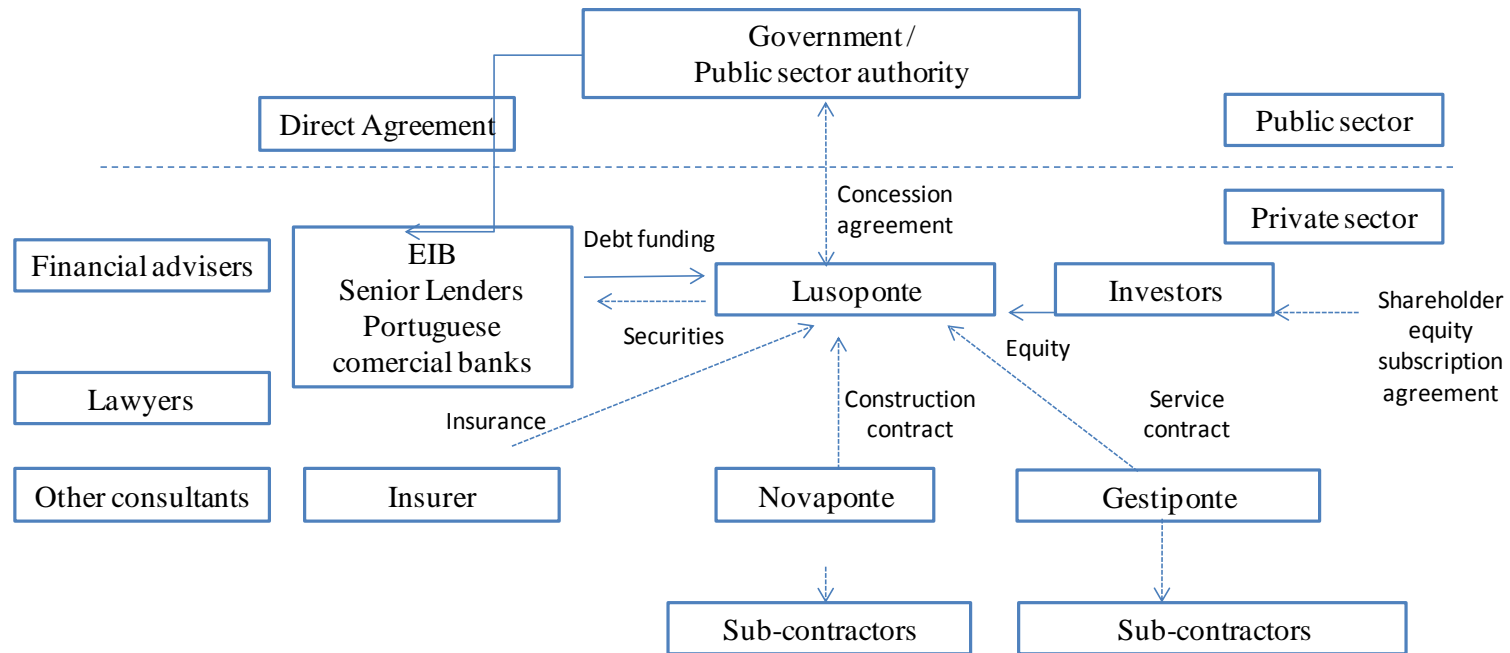 Government /
Public sector authority
Direct Agreement
Public sector
Concession
agreement
Private sector
Financial advisers
EIB
Senior Lenders
Portuguese
comercial banks
Debt funding
Securities
Lusoponte
Investors
Equity
Shareholder
equity
subscription
agreement
Lawyers
Insurance
Construction
contract
Service
contract
Other consultants
Insurer
Novaponte
Gestiponte
Sub-contractors
Sub-contractors